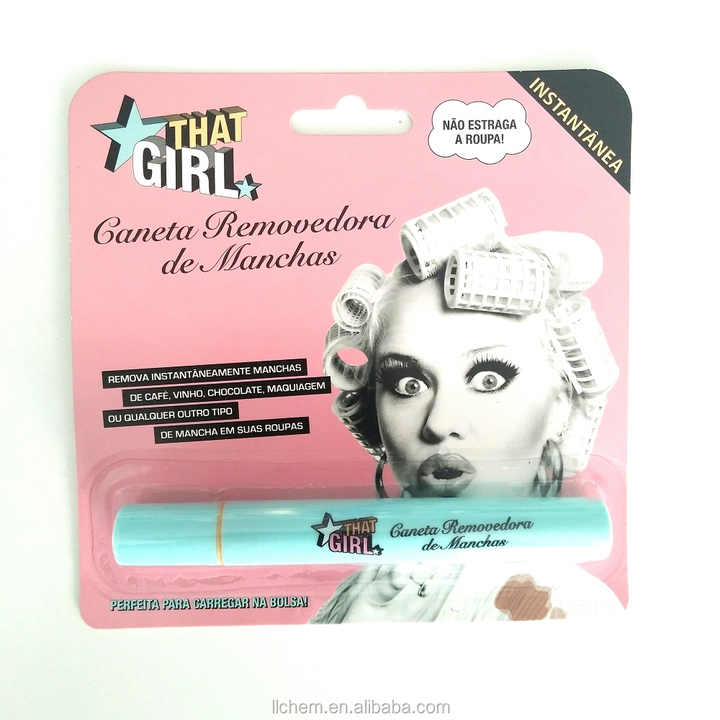 THAT
GIRL
NÃO ESTRAGA
A ROUPA!
INSTANTÂNEA
Caneta Removedora
de Manchas
REMOVA INSTANTÂNEAMENTE MANCHAS
DE CAFÉ, VINHO, CHOCOLATE, MAQUIAGEM
OU QUALQUER OUTRO TIPO
DE MANCHA EM SUAS ROUPAS
THAT
GIRL
Caneta Removedora
de Manchas
PERFEITA PARA CARREGAR NA BOLSA!
llchem.en.alibaba.com